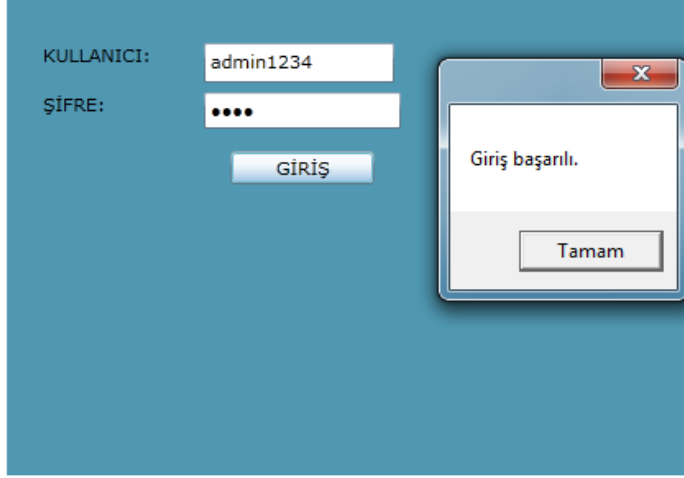 KULLANICI:
admin1234
ŞİFRE:
••••
GİRİŞ
Giriş başarılı.
Tamam